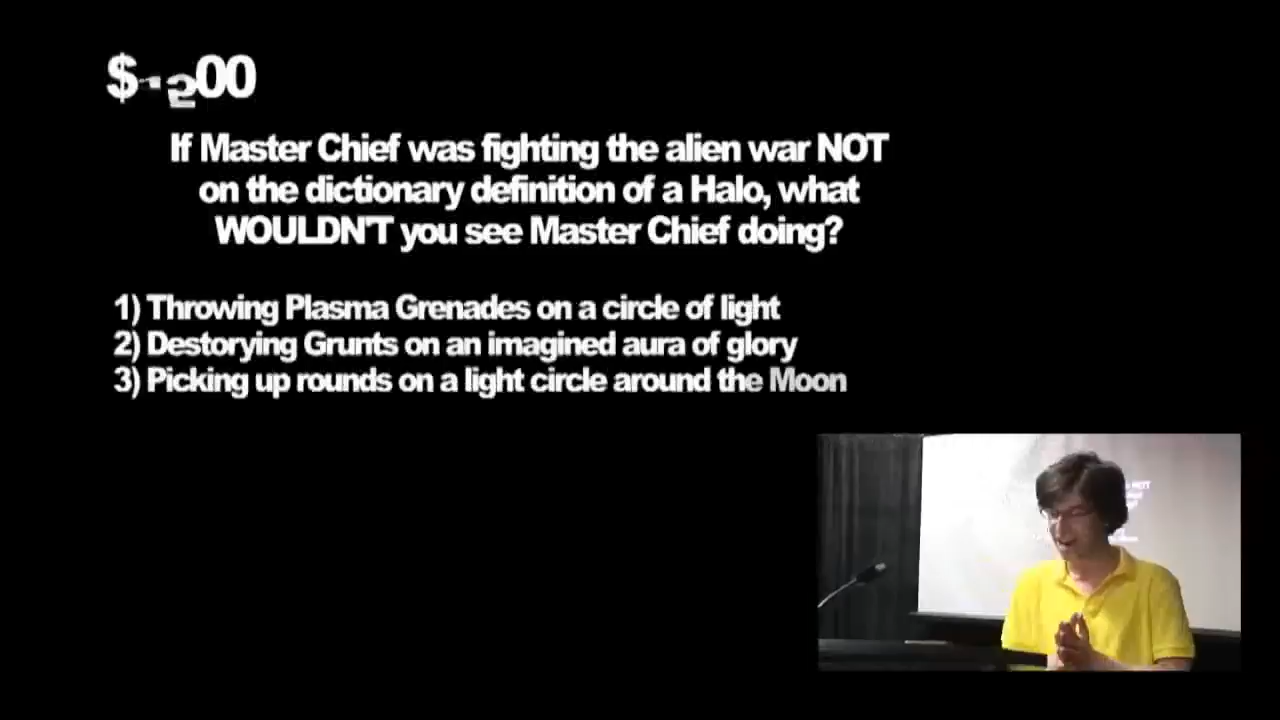 $1200
If Master Chief was fighting the alien war NOT
on the dictionary definition of a Halo, what
WOULDN'T you see Master Chief doing?
1) Throwing Plasma Grenades on a circle of light
2) Destorying Grunts on an imagined aura of glory
3) Picking up rounds on a light circle around the Moon
NOT